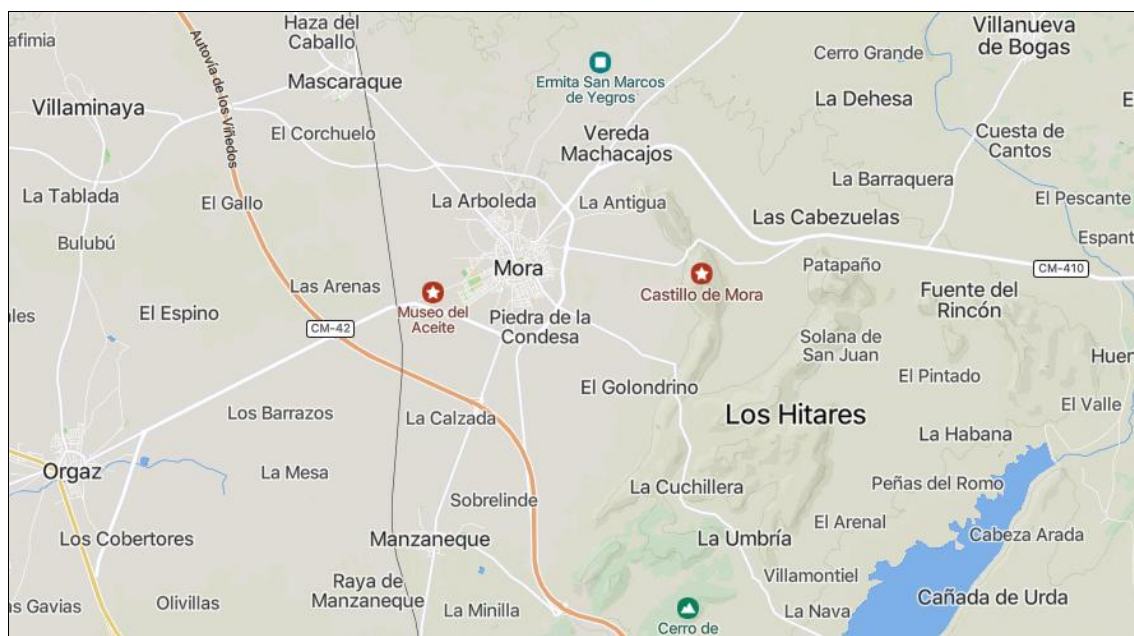 Haza del
Caballo
Villanueva
de Bogas
Cerro Grande
Autovía de los Viñedos
Mascaraque
Ermita San Marcos
de Yegros
La Dehesa
Villaminaya
El Corchuelo
Vereda
Machacajos
Cuesta de
Cantos
La Barraquera
La Tablada
El Gallo
La Arboleda
La Antigua
El Pescante
Las Cabezuelas
Bulubú
Mora
Patapaño
CM-410
Las Arenas
Castillo de Mora
Fuente del
Rincón
El Espino
CM-42
Museo del
Aceite
Piedra de la
Condesa
Solana de
San Juan
El Golondrino
El Pintado
Los Barrazos
La Calzada
Los Hitares
El Valle
La Habana
Orgaz
La Mesa
La Cuchillera
Peñas del Romo
Sobrelinde
El Arenal
Los Cobertores
Manzaneque
La Umbría
Cabeza Arada
Raya de
Manzaneque
Villamontiel
Olivillas
La Minilla
La Nava
Cañada de Urda
as Gavias
Cerro de
afimia
Espant
Huer
ales
E